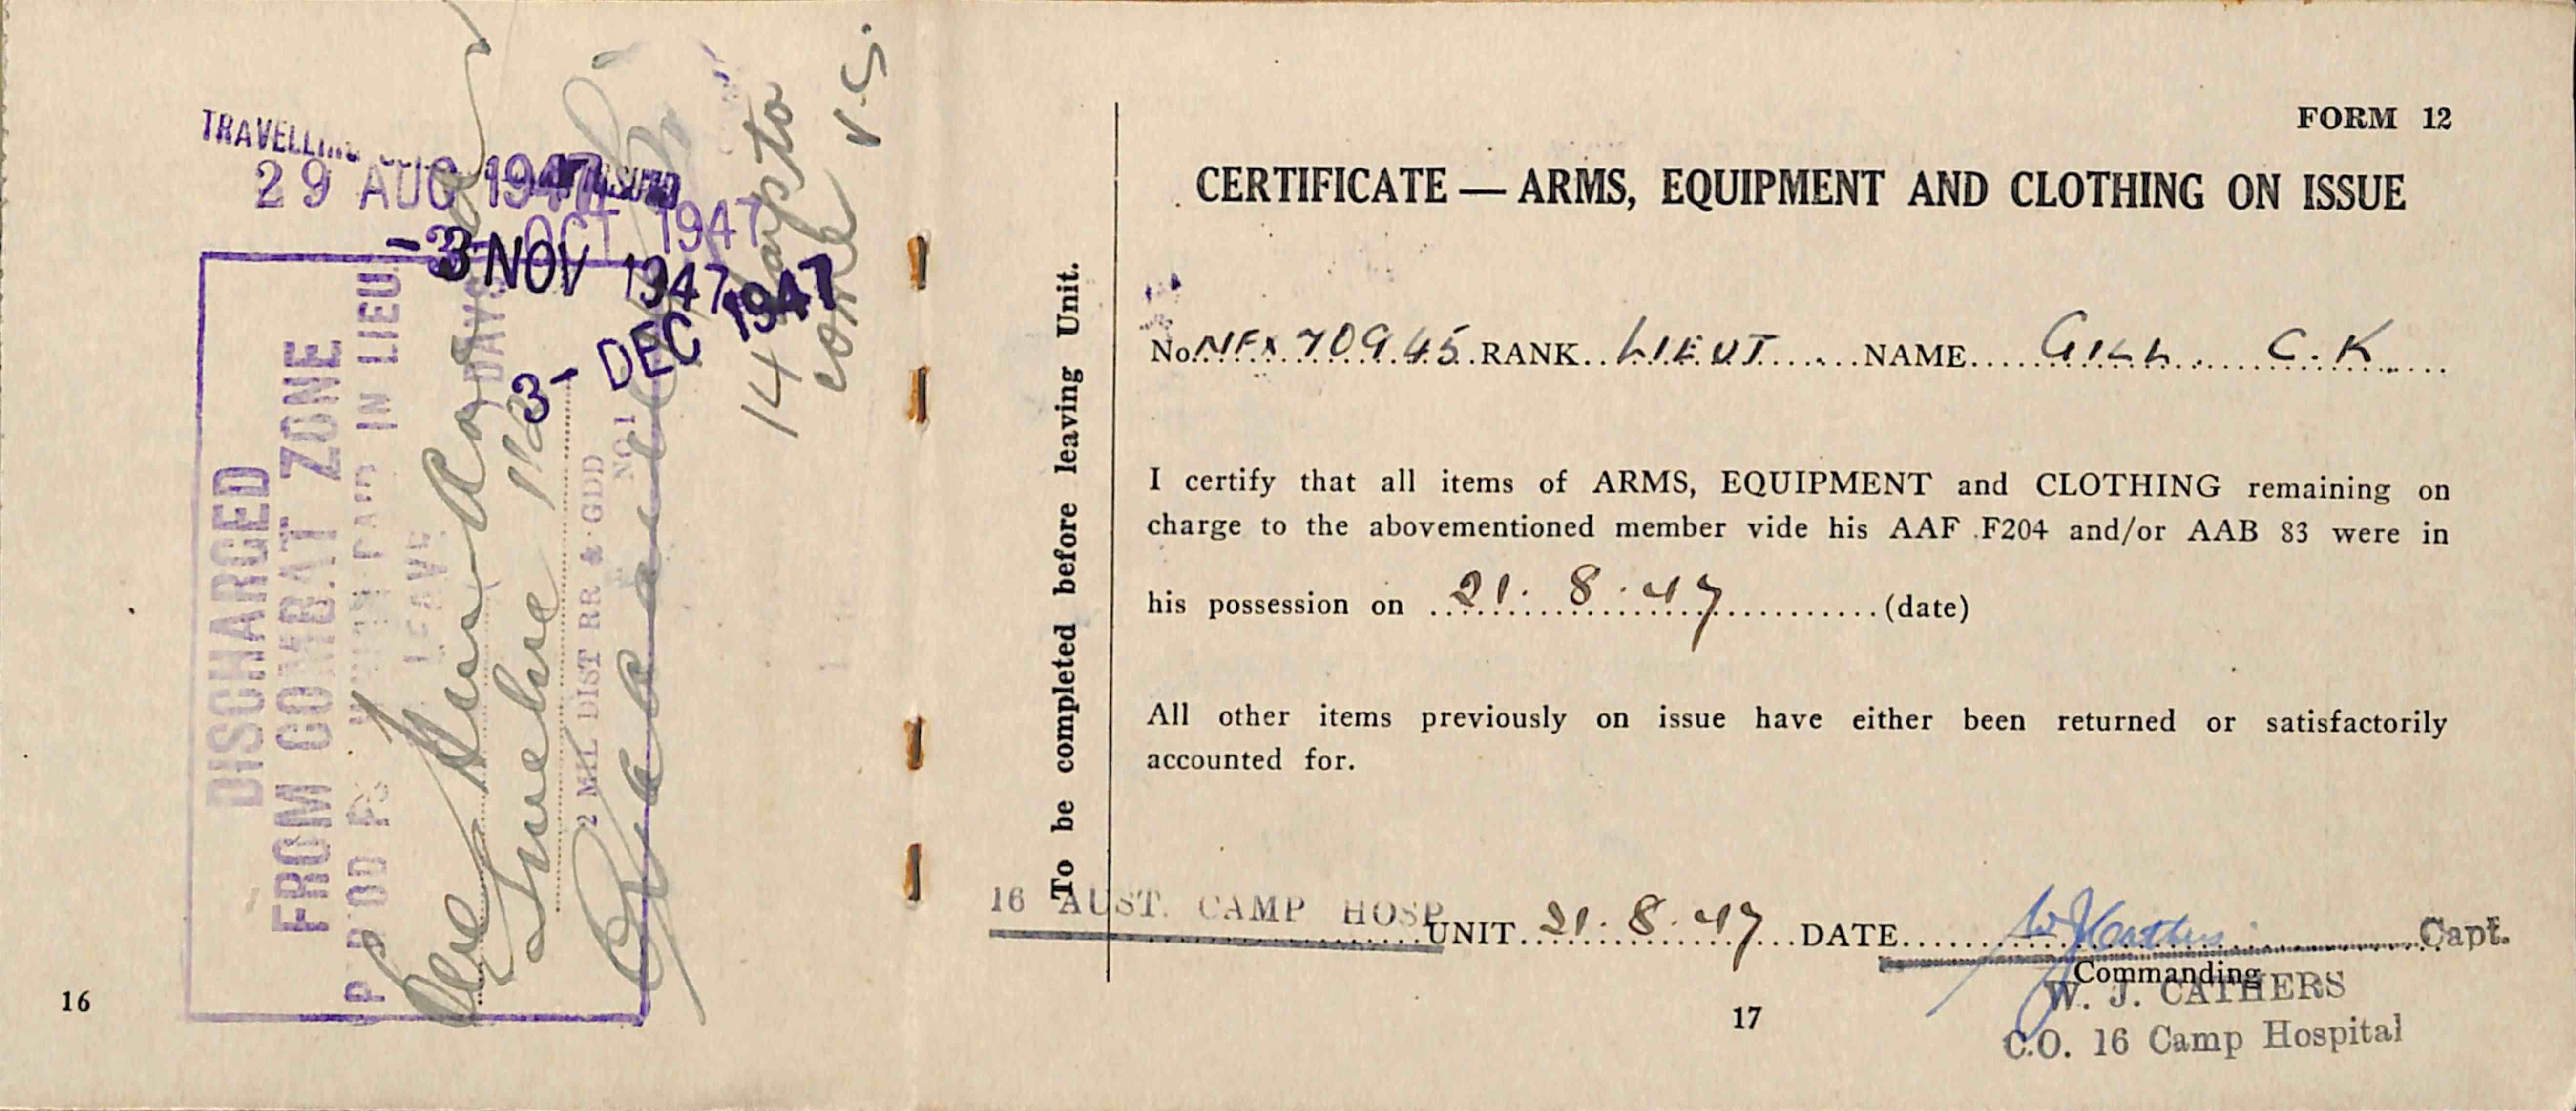 TRAVELLING
29 AUG 1947 ISSUED
-3 OCT 1947
-3 NOV 1947
3- DEC 1947
DISCHARGED
FROM COMBAT ZONE
IN LIEU
DAYS
LEAVE
Twelve
2 MIL DIST RR & GDD
NO 1
14
V.G.
16
FORM 12
CERTIFICATE — ARMS, EQUIPMENT AND CLOTHING ON ISSUE
To be completed before leaving Unit.
No. NFX 70945 RANK LIEUT NAME GILL C.K
I certify that all items of ARMS, EQUIPMENT and CLOTHING remaining on
charge to the abovementioned member vide his AAF F204 and/or AAB 83 were in
his possession on 21.8.47 (date)
All other items previously on issue have either been returned or satisfactorily
accounted for.
16 AUST. CAMP HOSP UNIT 21.8.47 DATE W J Cathers Capt.
Commanding
W. J. CATHERS
C.O. 16 Camp Hospital
17